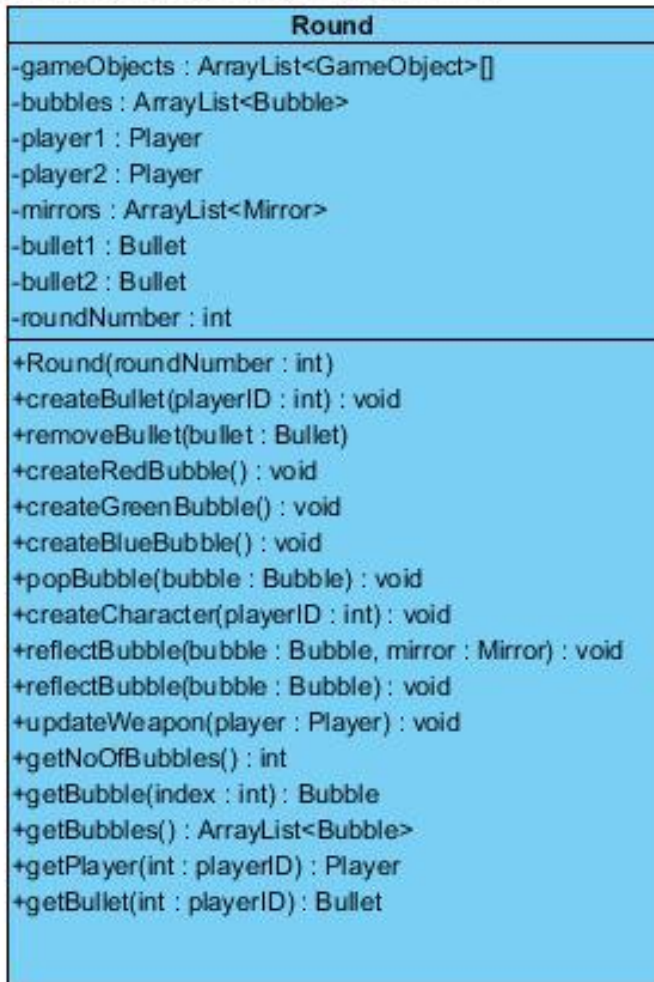 Round
-gameObjects : ArrayList<GameObject>[]
-bubbles : ArrayList<Bubble>
-player1 : Player
-player2 : Player
-mirrors : ArrayList<Mirror>
-bullet1 : Bullet
-bullet2 : Bullet
-roundNumber : int
+Round(roundNumber : int)
+createBullet(playerID : int) : void
+removeBullet(bullet : Bullet)
+createRedBubble() : void
+createGreenBubble() : void
+createBlueBubble() : void
+popBubble(bubble : Bubble) : void
+createCharacter(playerID : int) : void
+reflectBubble(bubble : Bubble, mirror : Mirror) : void
+reflectBubble(bubble : Bubble) : void
+updateWeapon(player : Player) : void
+getNoOfBubbles() : int
+getBubble(index : int) : Bubble
+getBubbles() : ArrayList<Bubble>
+getPlayer(int : playerID) : Player
+getBullet(int : playerID) : Bullet